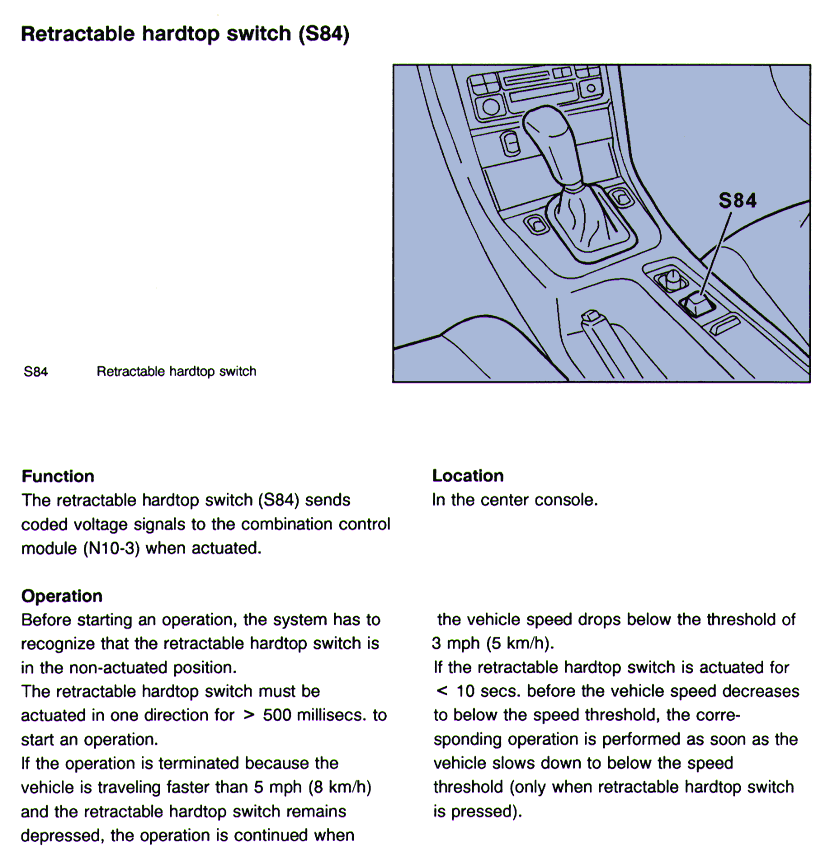 Retractable hardtop switch (S84)
S84
S84 Retractable hardtop switch
Function
The retractable hardtop switch (S84) sends
coded voltage signals to the combination control
module (N10-3) when actuated.
Location
In the center console.
Operation
Before starting an operation, the system has to
recognize that the retractable hardtop switch is
in the non-actuated position.
The retractable hardtop switch must be
actuated in one direction for > 500 millisecs. to
start an operation.
If the operation is terminated because the
vehicle is traveling faster than 5 mph (8 km/h)
and the retractable hardtop switch remains
depressed, the operation is continued when
the vehicle speed drops below the threshold of
3 mph (5 km/h).
If the retractable hardtop switch is actuated for
< 10 secs. before the vehicle speed decreases
to below the speed threshold, the corre-
sponding operation is performed as soon as the
vehicle slows down to below the speed
threshold (only when retractable hardtop switch
is pressed).